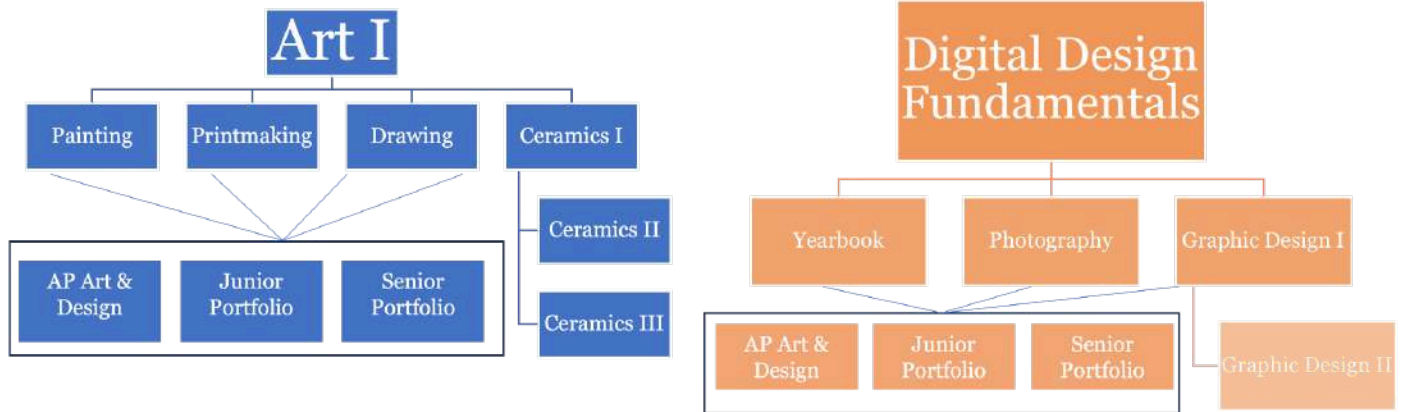 Art I
Painting
Printmaking
Drawing
Ceramics I
Ceramics II
AP Art &
Design
Junior
Portfolio
Senior
Portfolio
Ceramics III
Digital Design
Fundamentals
Yearbook
Photography
Graphic Design I
AP Art &
Design
Junior
Portfolio
Senior
Portfolio
Graphic Design II